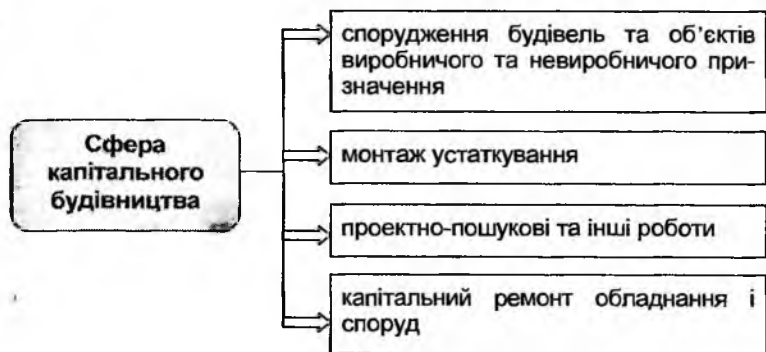 Сфера
капітального
будівництва
спорудження будівель та об’єктів
виробничого та невиробничого при-
значення
монтаж устаткування
проектно-пошукові та інші роботи
капітальний ремонт обладнання і
споруд